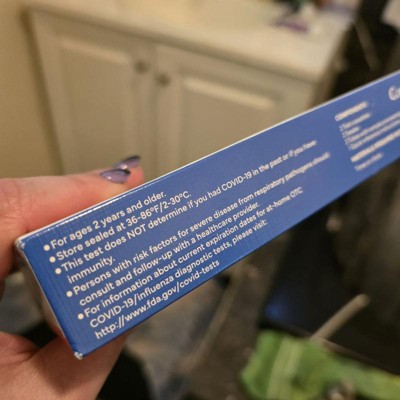 • For ages 2 years and older.
• Store sealed at 36-86°F/2-30°C.
• This test does NOT determine if you had COVID-19 in the past or if you have
immunity.
• Persons with risk factors for severe disease from respiratory pathogens should
consult and follow-up with a healthcare provider.
• For information about current expiration dates for at-home OTC
COVID-19/influenza diagnostic tests, please visit:
http://www.fda.gov/covid-tests
COMPONENTS